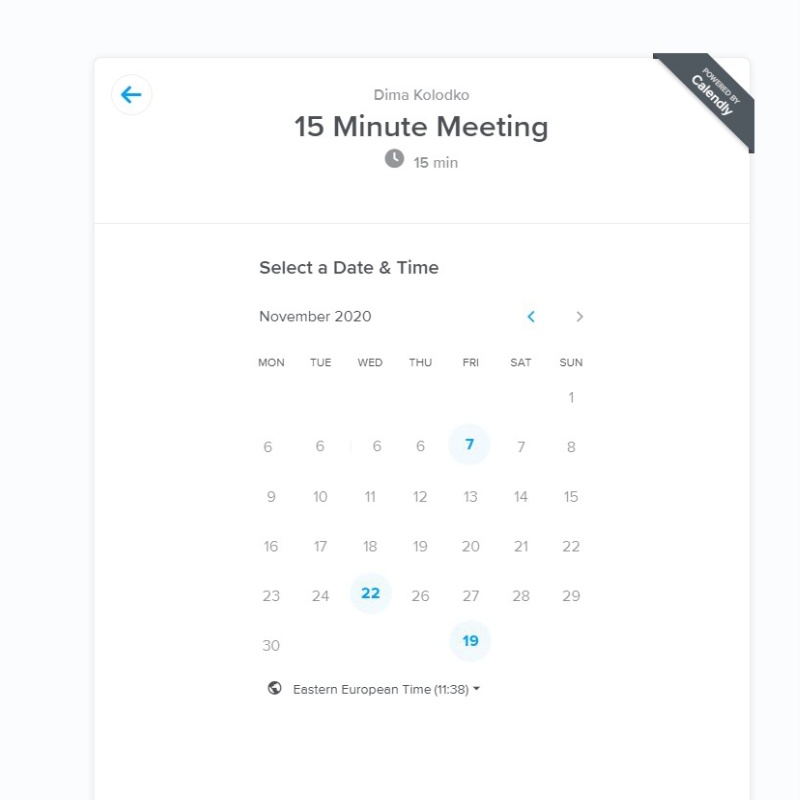 POWERED BY
Calendly
Dima Kolodko
15 Minute Meeting
15 min
Select a Date & Time
November 2020
MON TUE WED THU FRI SAT SUN
1
6 6 6 6 7 7 8
9 10 11 12 13 14 15
16 17 18 19 20 21 22
23 24 22 26 27 28 29
30 19
Eastern European Time (11:38)